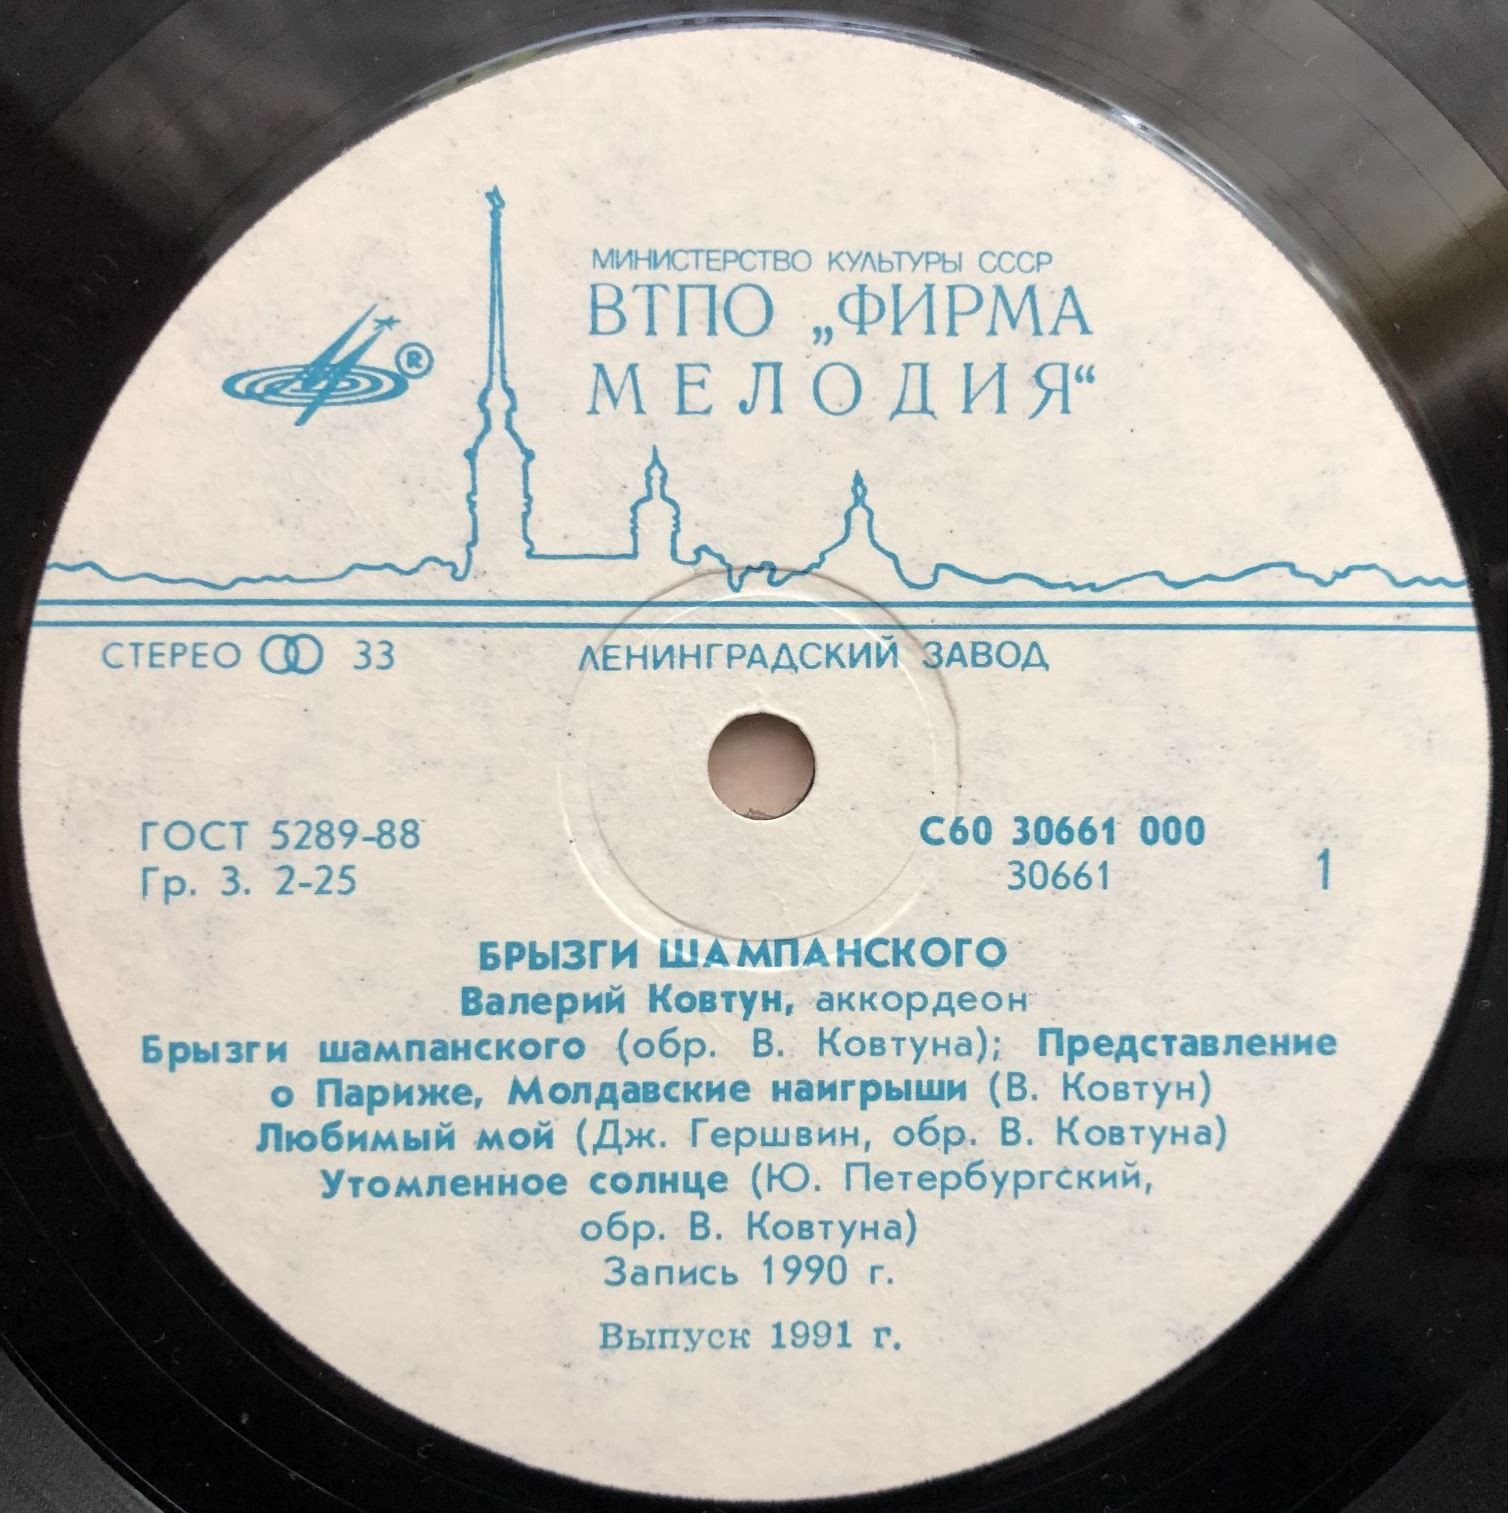 МИНИСТЕРСТВО КУЛЬТУРЫ СССР
ВТПО „ФИРМА
МЕЛОДИЯ“
®
СТЕРЕО 33
ЛЕНИНГРАДСКИЙ ЗАВОД
ГОСТ 5289-88
Гр. 3. 2-25
С60 30661 000
30661
1
БРЫЗГИ ШАМПАНСКОГО
Валерий Ковтун, аккордеон
Брызги шампанского (обр. В. Ковтуна); Представление
о Париже, Молдавские наигрыши (В. Ковтун)
Любимый мой (Дж. Гершвин, обр. В. Ковтуна)
Утомленное солнце (Ю. Петербургский,
обр. В. Ковтуна)
Запись 1990 г.
Выпуск 1991 г.